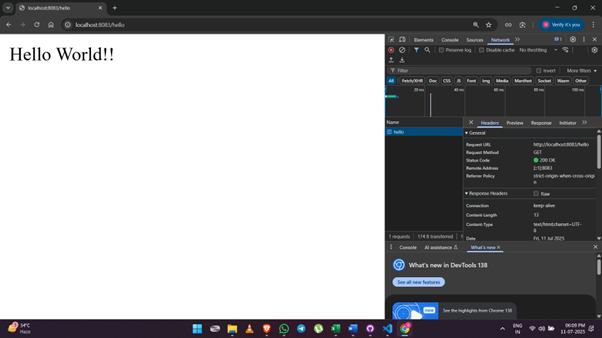 localhost:8083/hello
localhost:8083/hello
Verify it's you
Hello World!!
Elements Console Sources Network
Preserve log Disable cache No throttling
Filter Invert More filters
All Fetch/XHR Doc CSS JS Font Img Media Manifest Socket Wasm Other
20 ms 40 ms 60 ms 80 ms 100 ms
Name
hello
Headers Preview Response Initiator
General
Request URL http://localhost:8083/hello
Request Method GET
Status Code 200 OK
Remote Address [::1]:8083
Referrer Policy strict-origin-when-cross-origin
Response Headers Raw
Connection keep-alive
Content-Length 13
Content-Type text/html;charset=UTF-8
Date Fri, 11 Jul 2025
1 requests 174 B transferred
Console AI assistance What's new
What's new in DevTools 138
See all new features
new
See the highlights from Chrome 138
34°C
Haze
ENG
IN
06:09 PM
11-07-2025